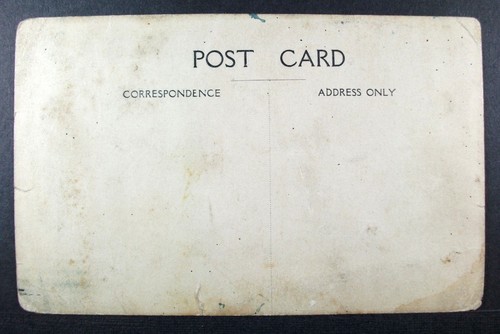 POST CARD
CORRESPONDENCE
ADDRESS ONLY